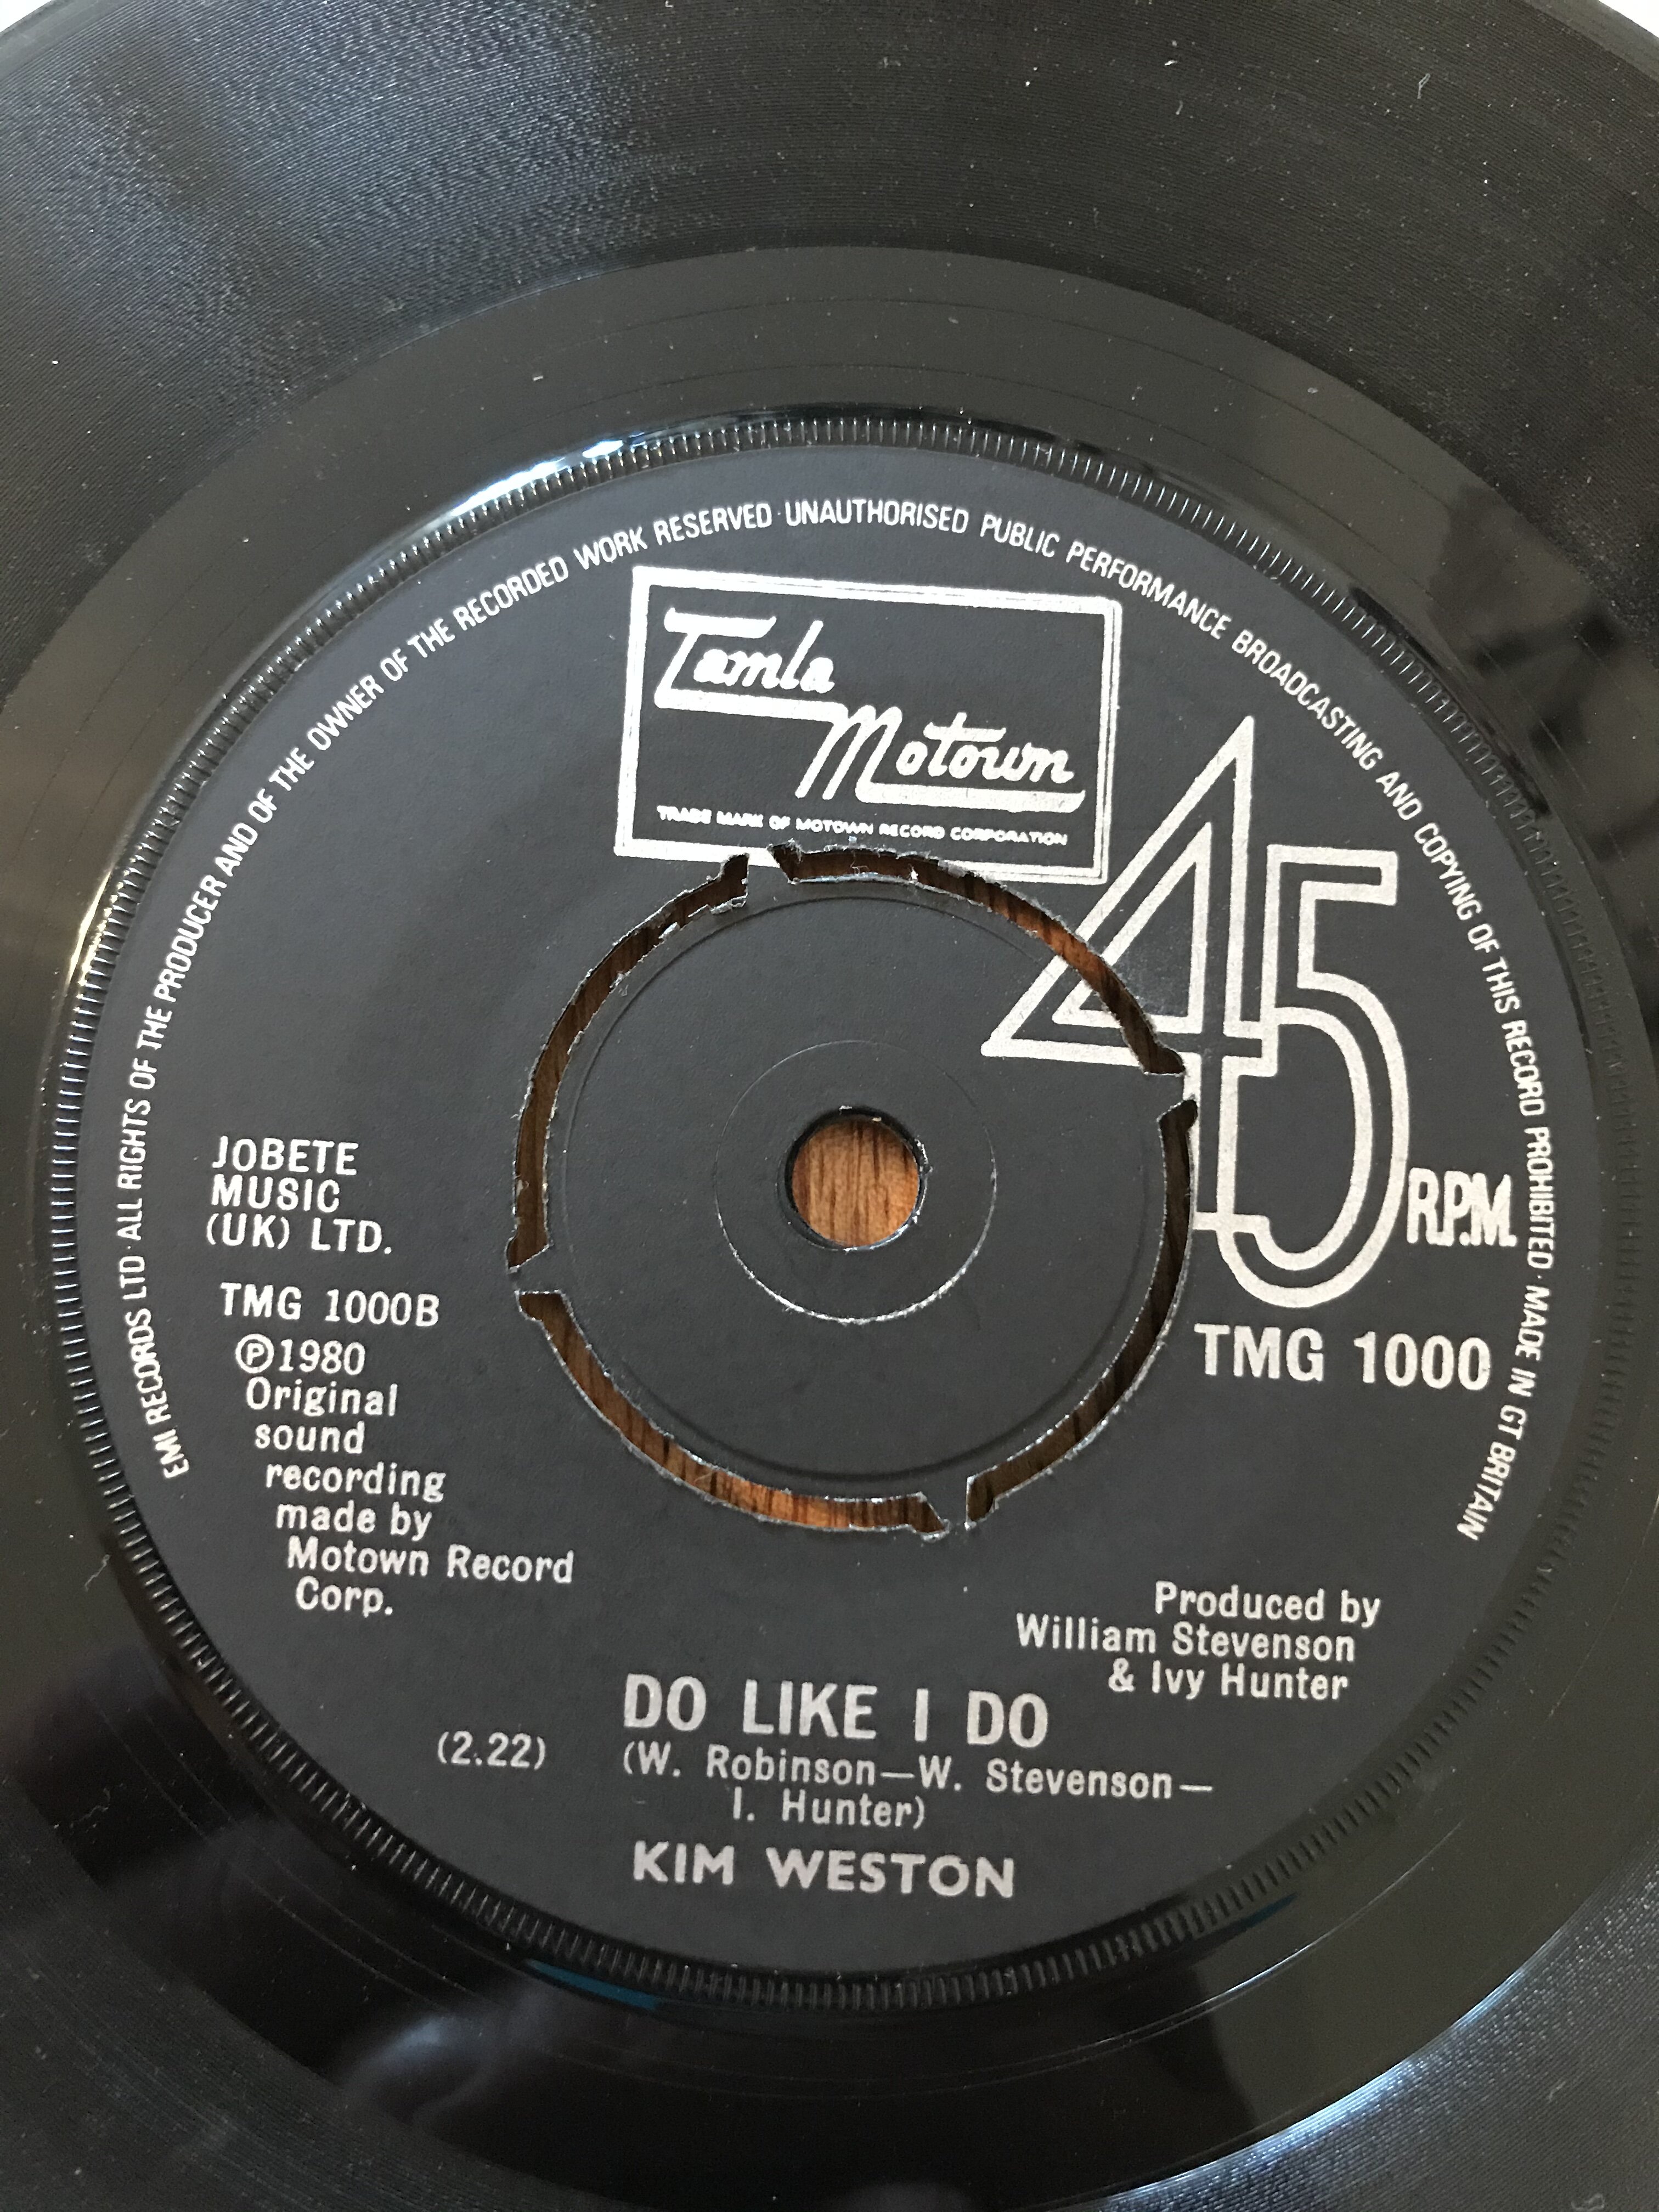 EMI RECORDS LTD · ALL RIGHTS OF THE PRODUCER AND OF THE OWNER OF THE RECORDED WORK RESERVED · UNAUTHORISED PUBLIC PERFORMANCE BROADCASTING AND COPYING OF THIS RECORD PROHIBITED · MADE IN GT BRITAIN
Tamla
Motown
TRADE MARK OF MOTOWN RECORD CORPORATION
45
R.P.M.
TMG 1000
JOBETE
MUSIC
(UK) LTD.
TMG 1000B
Ⓟ1980
Original
sound
recording
made by
Motown Record
Corp.
Produced by
William Stevenson
& Ivy Hunter
DO LIKE I DO
(2.22)
(W. Robinson—W. Stevenson—
I. Hunter)
KIM WESTON